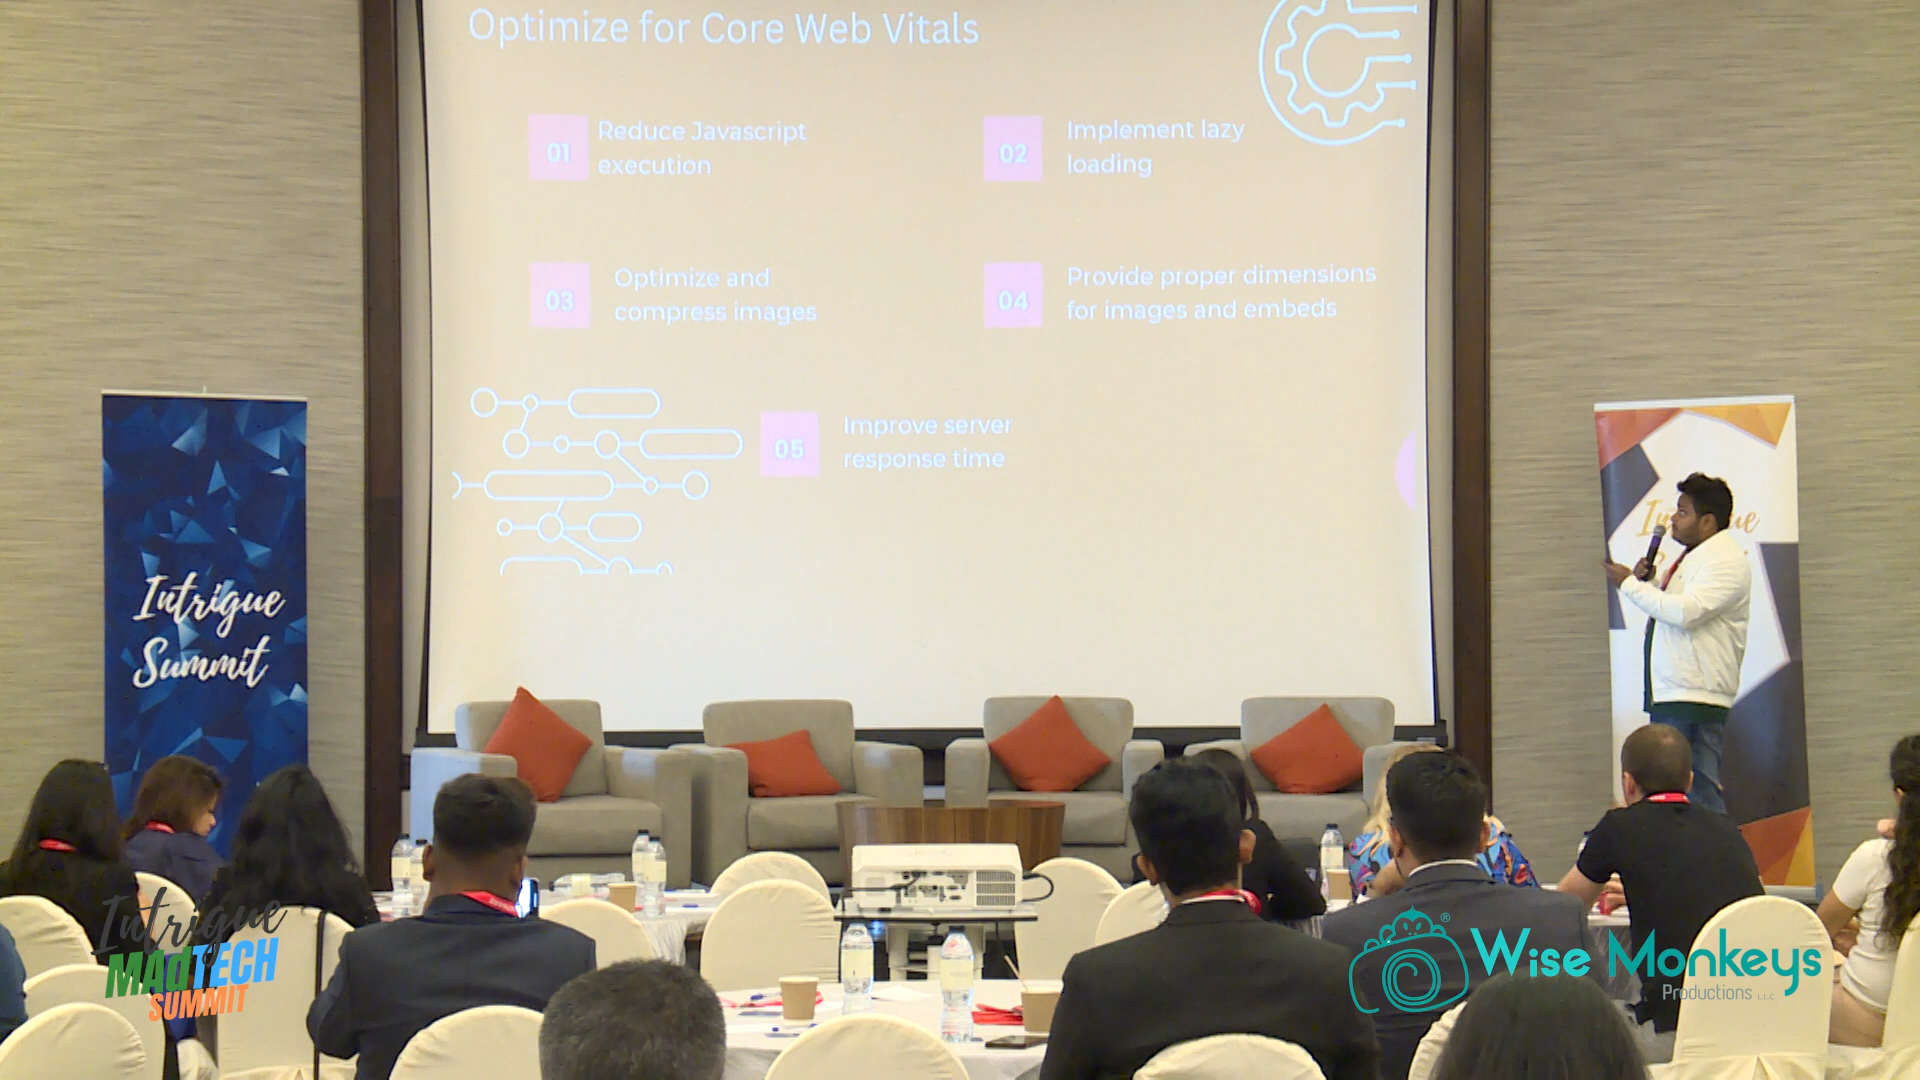 Optimize for Core Web Vitals
01
Reduce Javascript
execution
02
Implement lazy
loading
03
Optimize and
compress images
04
Provide proper dimensions
for images and embeds
05
Improve server
response time
Intrigue
Summit
Intrigue
MAdTECH
SUMMIT
Wise Monkeys
Productions LLC